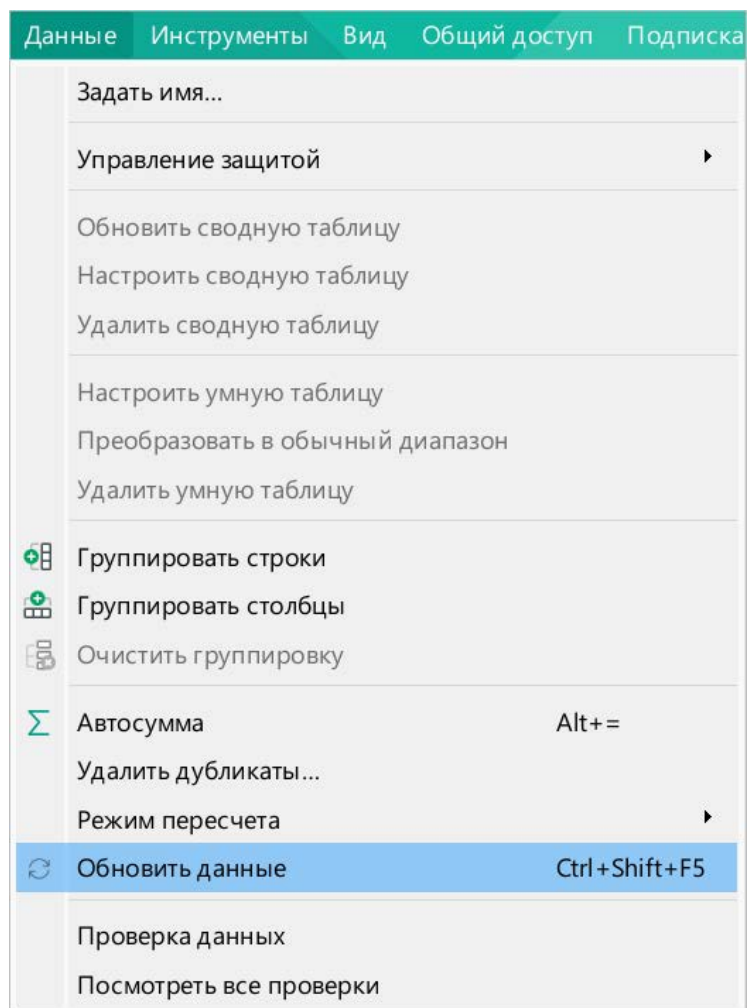 Данные Инструменты Вид Общий доступ Подписка
Задать имя...
Управление защитой
Обновить сводную таблицу
Настроить сводную таблицу
Удалить сводную таблицу
Настроить умную таблицу
Преобразовать в обычный диапазон
Удалить умную таблицу
Группировать строки
Группировать столбцы
Очистить группировку
Автосумма Alt+=
Удалить дубликаты...
Режим пересчета
Обновить данные Ctrl+Shift+F5
Проверка данных
Посмотреть все проверки